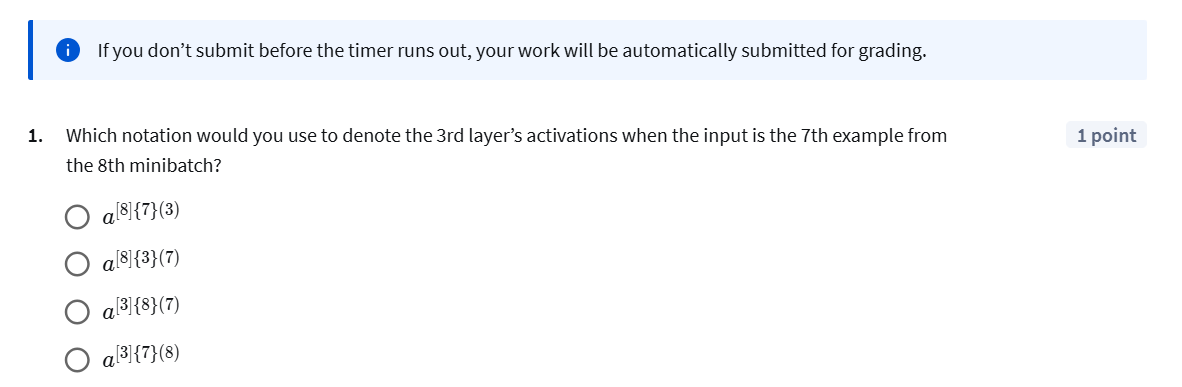 If you don’t submit before the timer runs out, your work will be automatically submitted for grading.
1. Which notation would you use to denote the 3rd layer’s activations when the input is the 7th example from 1 point
the 8th minibatch?
a^[8]{7}(3)
a^[8]{3}(7)
a^[3]{8}(7)
a^[3]{7}(8)